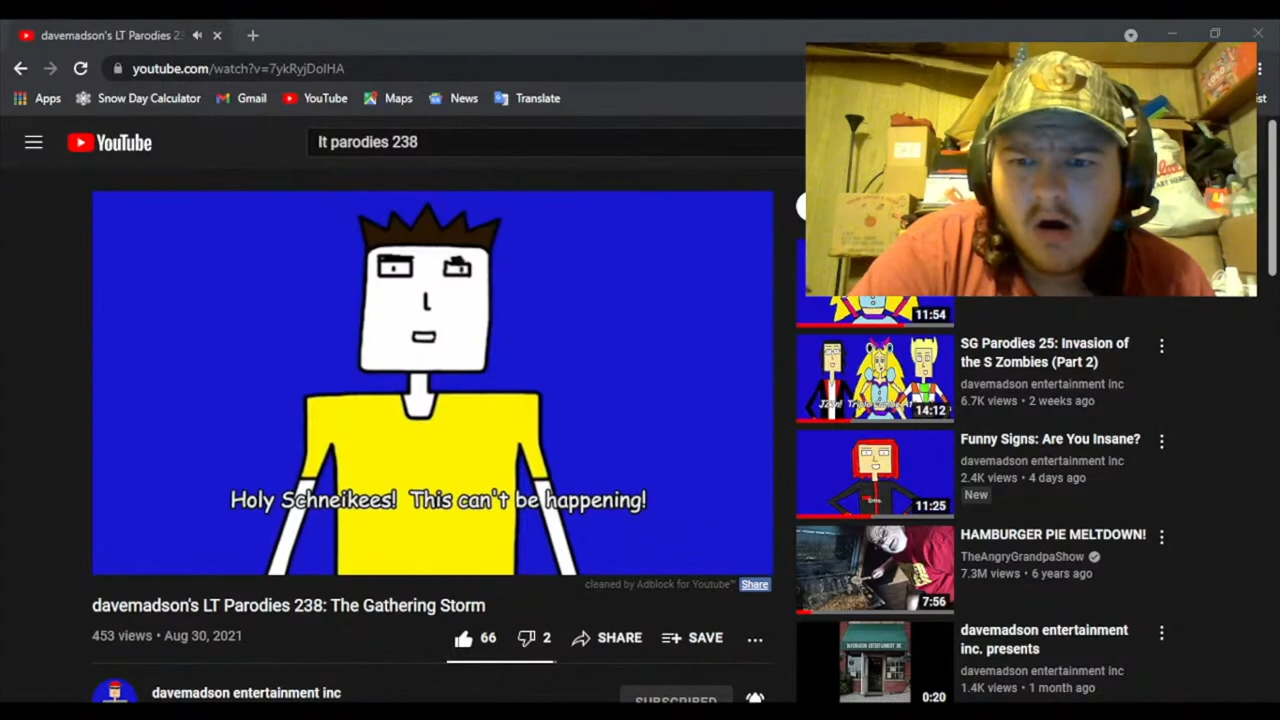 davemadson's LT Parodies 23
youtube.com/watch?v=7ykRyjDoIHA
Apps Snow Day Calculator Gmail YouTube Maps News Translate
YouTube
lt parodies 238
Holy Schneikees! This can't be happening!
cleaned by Adblock for Youtube™ Share
davemadson's LT Parodies 238: The Gathering Storm
453 views • Aug 30, 2021
66 2 SHARE SAVE
davemadson entertainment inc
SUBSCRIBED
11:54
SG Parodies 25: Invasion of
the S Zombies (Part 2)
davemadson entertainment inc
6.7K views • 2 weeks ago
14:12
Funny Signs: Are You Insane?
davemadson entertainment inc
2.4K views • 4 days ago
New
11:25
HAMBURGER PIE MELTDOWN!
TheAngryGrandpaShow
7.3M views • 6 years ago
7:56
davemadson entertainment
inc. presents
davemadson entertainment inc
1.4K views • 1 month ago
0:20